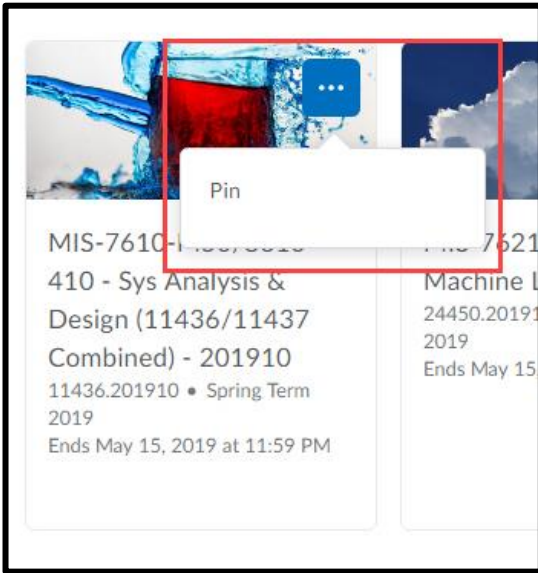 Pin
MIS-7610-
410 - Sys Analysis &
Design (11436/11437
Combined) - 201910
11436.201910 • Spring Term
2019
Ends May 15, 2019 at 11:59 PM
7621
Machine L
24450.20191
2019
Ends May 15,